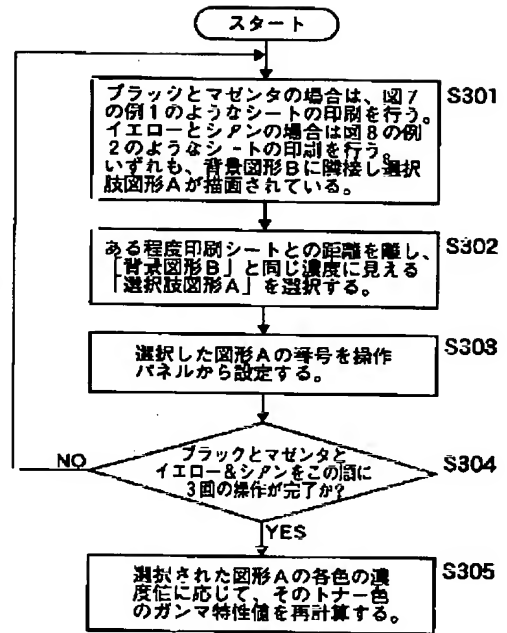 スタート
S301
ブラックとマゼンタの場合は、図7
の例1のようなシートの印刷を行う。
イエローとシアンの場合は図8の例
2のようなシートの印刷を行う。
いずれも、背景図形Bに隣接し選択
肢図形Aが描画されている。
S302
ある程度印刷シートとの距離を離し、
「背景図形B」と同じ濃度に見える
「選択肢図形A」を選択する。
S303
選択した図形Aの番号を操作
パネルから設定する。
S304
NO
ブラックとマゼンタと
イエロー&シアンをこの順に
3回の操作が完了か?
YES
S305
選択された図形Aの各色の濃
度値に応じて、そのトナー色
のガンマ特性値を再計算する。